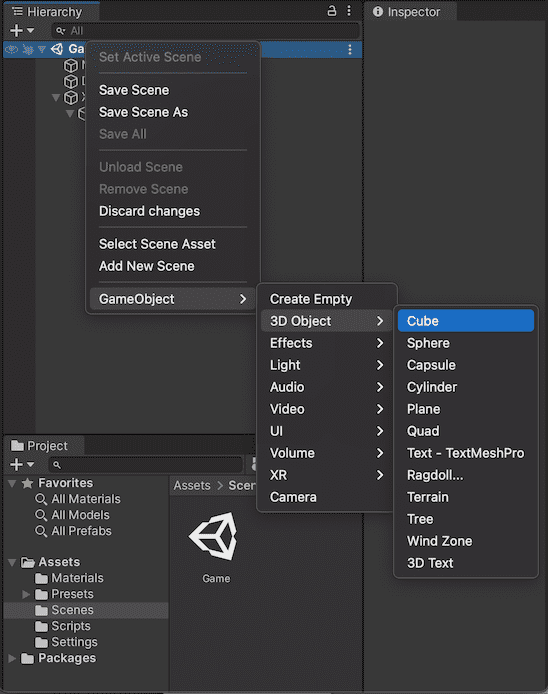 Hierarchy
Inspector
All
Ga
Set Active Scene
Save Scene
Save Scene As
Save All
Unload Scene
Remove Scene
Discard changes
Select Scene Asset
Add New Scene
GameObject
Create Empty
3D Object
Effects
Light
Audio
Video
UI
Volume
XR
Camera
Cube
Sphere
Capsule
Cylinder
Plane
Quad
Text - TextMeshPro
Ragdoll...
Terrain
Tree
Wind Zone
3D Text
Project
Favorites
All Materials
All Models
All Prefabs
Assets
Materials
Presets
Scenes
Scripts
Settings
Packages
Assets > Scen
Game